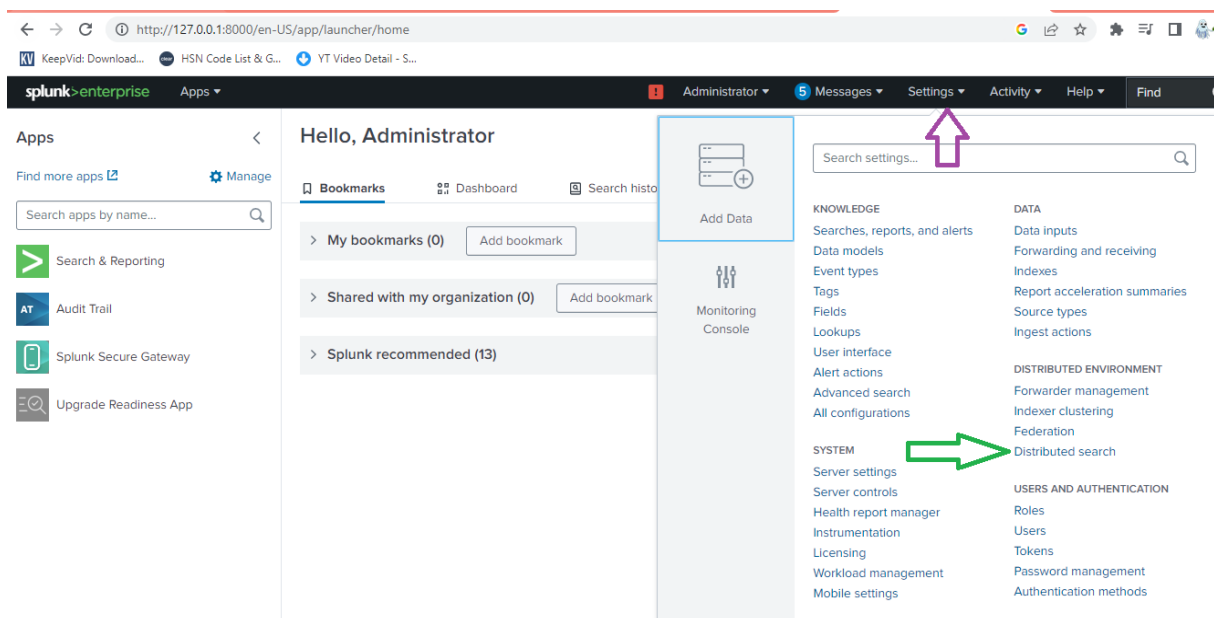 http://127.0.0.1:8000/en-US/app/launcher/home
KeepVid: Download... HSN Code List & G... YT Video Detail - S...
splunk>enterprise Apps Administrator 5 Messages Settings Activity Help Find
Apps
Find more apps Manage
Search apps by name...
Search & Reporting
AT Audit Trail
Splunk Secure Gateway
Upgrade Readiness App
Hello, Administrator
Bookmarks Dashboard Search histo
My bookmarks (0) Add bookmark
Shared with my organization (0) Add bookmark
Splunk recommended (13)
Add Data
Monitoring
Console
Search settings...
KNOWLEDGE
Searches, reports, and alerts
Data models
Event types
Tags
Fields
Lookups
User interface
Alert actions
Advanced search
All configurations
SYSTEM
Server settings
Server controls
Health report manager
Instrumentation
Licensing
Workload management
Mobile settings
DATA
Data inputs
Forwarding and receiving
Indexes
Report acceleration summaries
Source types
Ingest actions
DISTRIBUTED ENVIRONMENT
Forwarder management
Indexer clustering
Federation
Distributed search
USERS AND AUTHENTICATION
Roles
Users
Tokens
Password management
Authentication methods